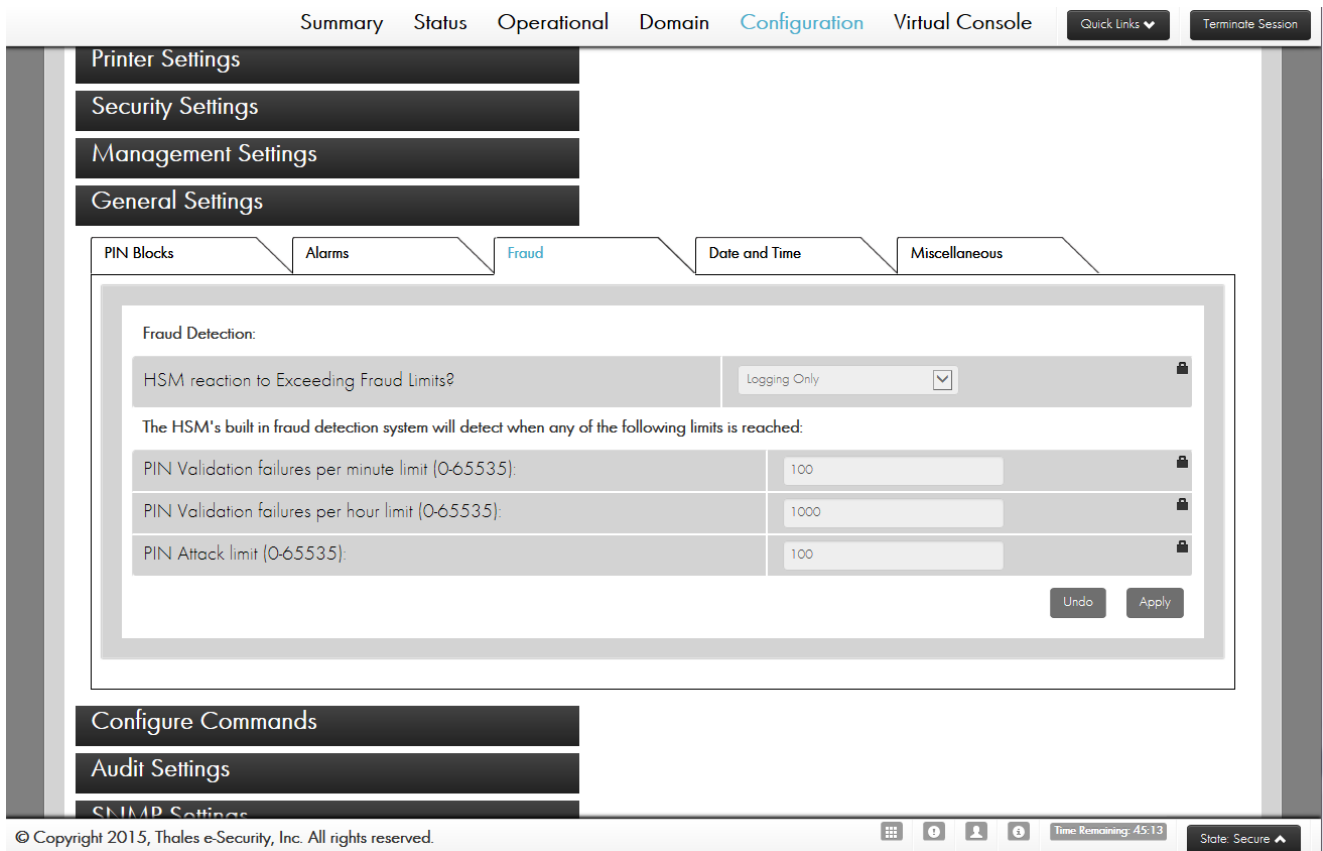 Summary Status Operational Domain Configuration Virtual Console Quick Links Terminate Session
Printer Settings
Security Settings
Management Settings
General Settings
PIN Blocks Alarms Fraud Date and Time Miscellaneous
Fraud Detection:
HSM reaction to Exceeding Fraud Limits? Logging Only
The HSM's built in fraud detection system will detect when any of the following limits is reached:
PIN Validation failures per minute limit (0-65535): 100
PIN Validation failures per hour limit (0-65535): 1000
PIN Attack limit (0-65535): 100
Undo Apply
Configure Commands
Audit Settings
SNMP Settings
© Copyright 2015, Thales e-Security, Inc. All rights reserved. Time Remaining: 45:13 State: Secure